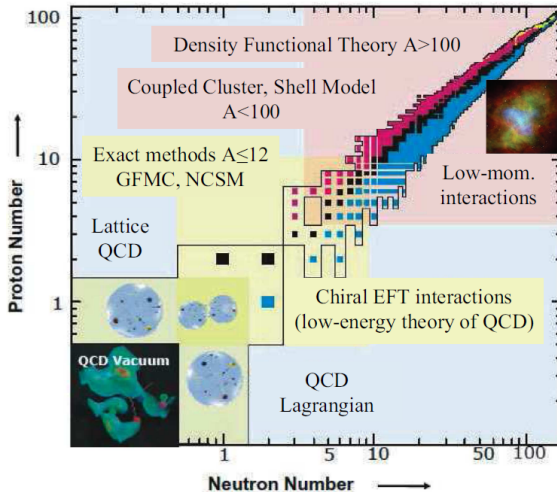 100
Density Functional Theory A>100
Coupled Cluster, Shell Model
A<100
Exact methods A≤12
GFMC, NCSM
10
Low-mom.
interactions
Lattice
QCD
Proton Number
Chiral EFT interactions
(low-energy theory of QCD)
1
QCD Vacuum
QCD
Lagrangian
1 5 10 50 100
Neutron Number